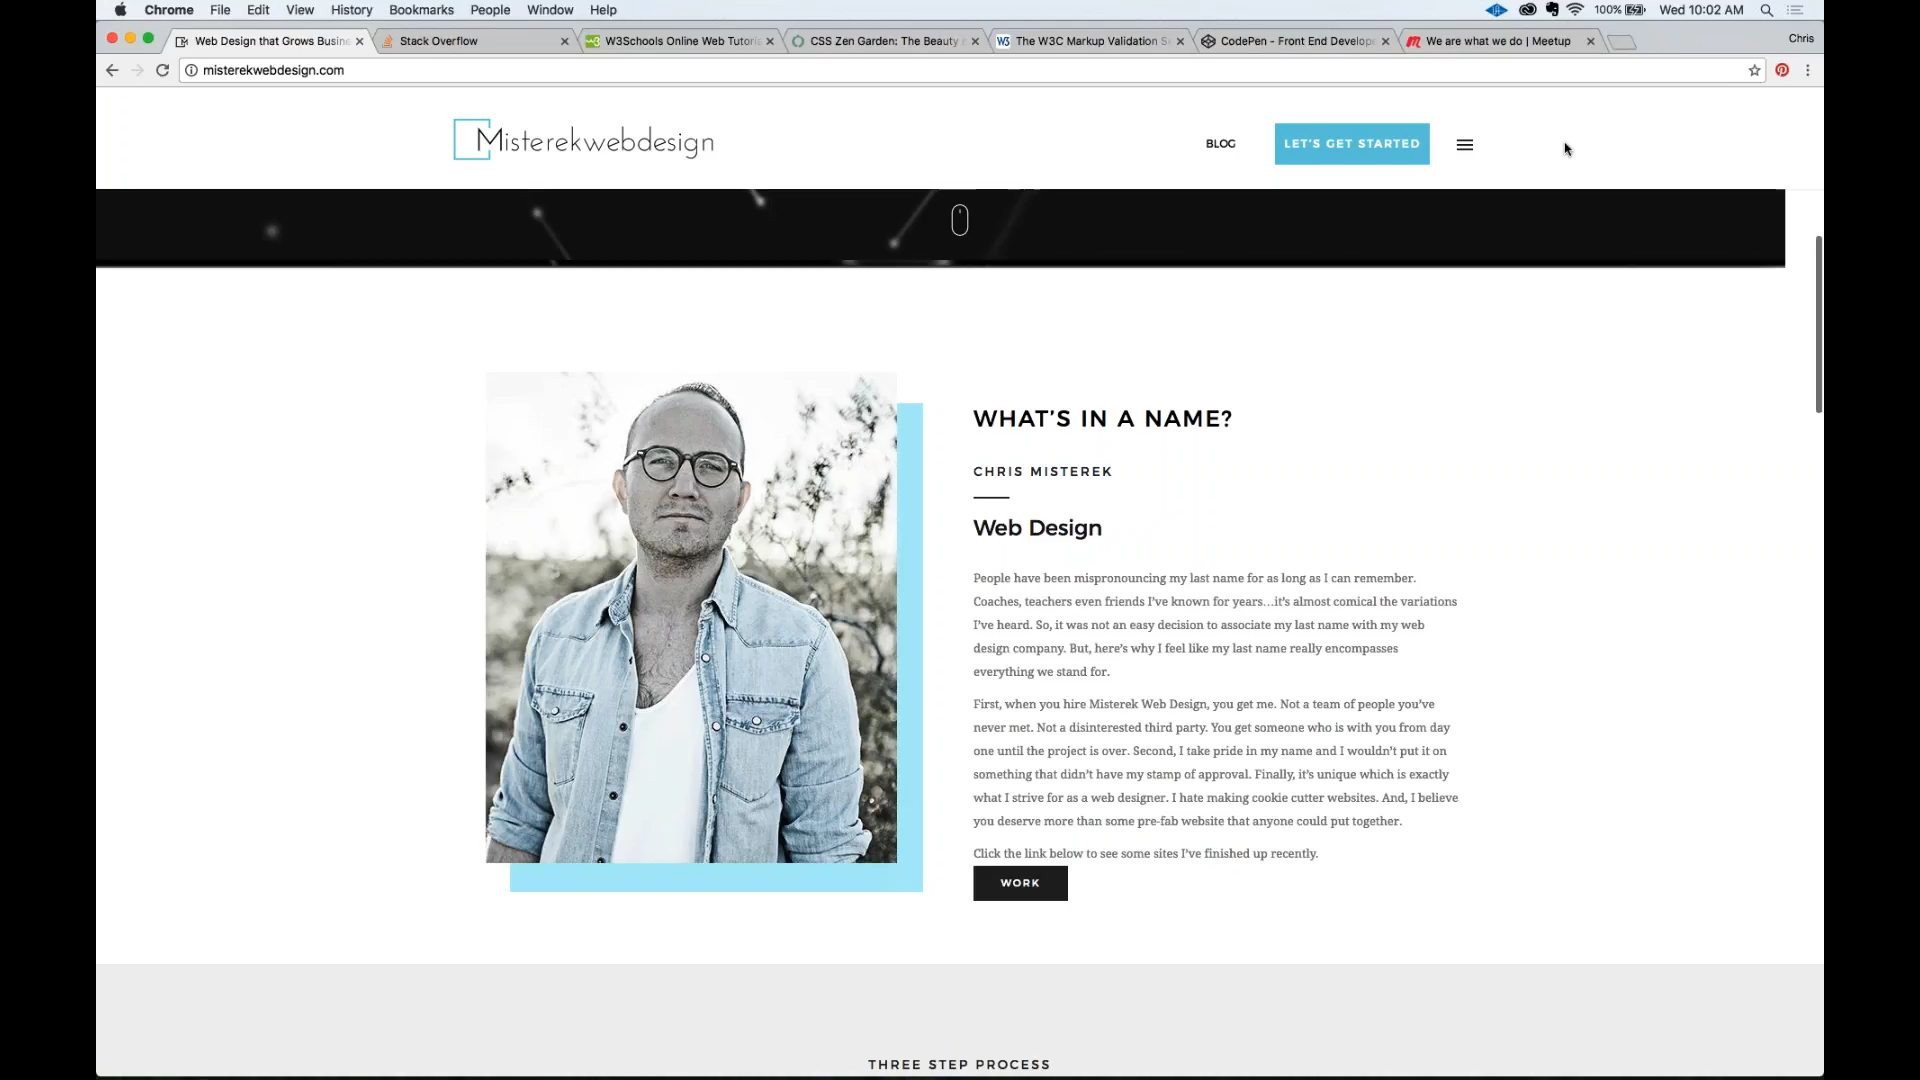 Chrome File Edit View History Bookmarks People Window Help 100% Wed 10:02 AM
Web Design that Grows Busine Stack Overflow W3Schools Online Web Tutoria CSS Zen Garden: The Beauty The W3C Markup Validation S CodePen - Front End Develope We are what we do | Meetup Chris
misterekwebdesign.com
Misterekwebdesign BLOG LET'S GET STARTED
WHAT'S IN A NAME?
CHRIS MISTEREK
Web Design
People have been mispronouncing my last name for as long as I can remember.
Coaches, teachers even friends I've known for years…it's almost comical the variations
I've heard. So, it was not an easy decision to associate my last name with my web
design company. But, here's why I feel like my last name really encompasses
everything we stand for.
First, when you hire Misterek Web Design, you get me. Not a team of people you've
never met. Not a disinterested third party. You get someone who is with you from day
one until the project is over. Second, I take pride in my name and I wouldn't put it on
something that didn't have my stamp of approval. Finally, it's unique which is exactly
what I strive for as a web designer. I hate making cookie cutter websites. And, I believe
you deserve more than some pre-fab website that anyone could put together.
Click the link below to see some sites I've finished up recently.
WORK
THREE STEP PROCESS